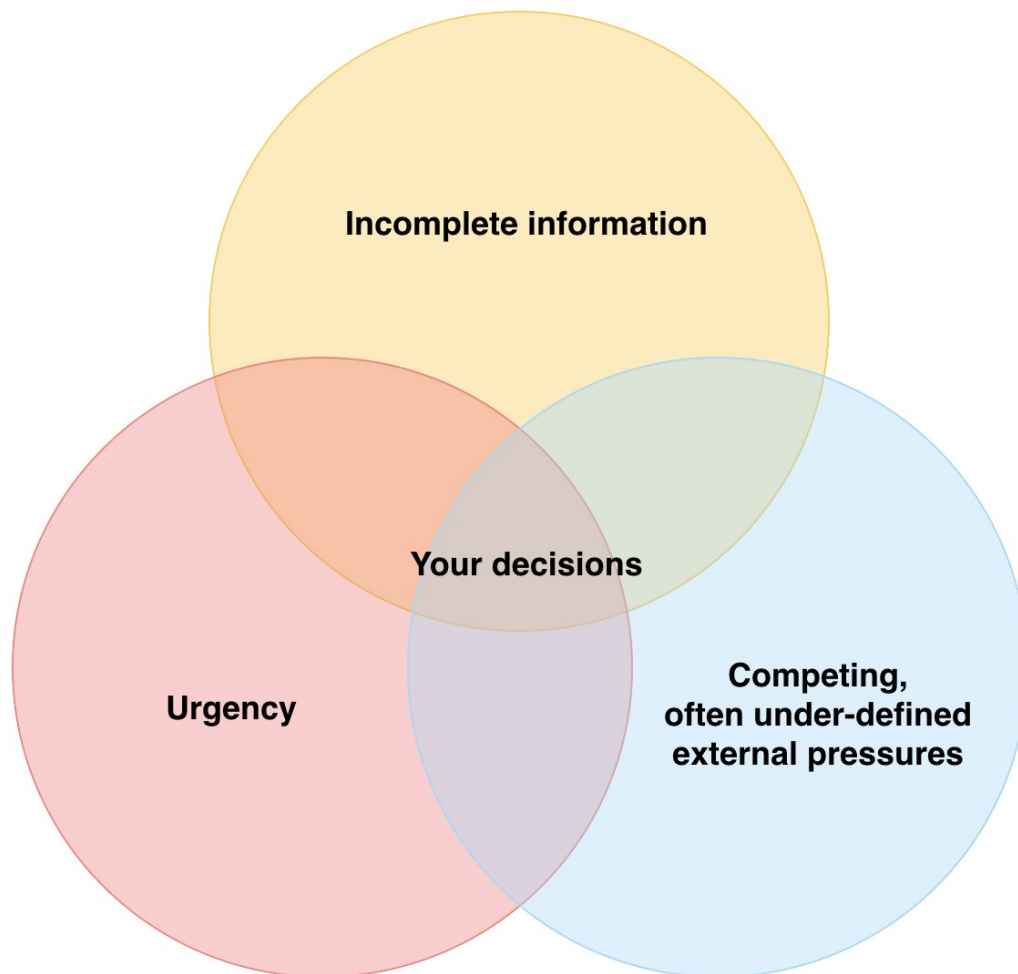 Incomplete information
Your decisions
Urgency
Competing,
often under-defined
external pressures